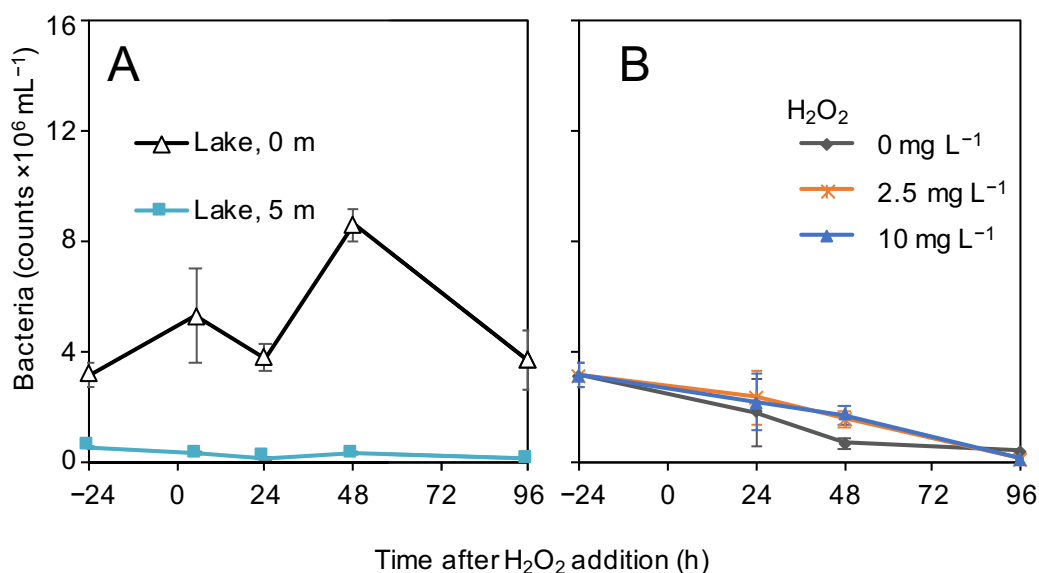 Bacteria (counts ×10⁶ mL⁻¹)
16
12
8
4
0
A
Lake, 0 m
Lake, 5 m
−24 0 24 48 72 96
B
H₂O₂
0 mg L⁻¹
2.5 mg L⁻¹
10 mg L⁻¹
−24 0 24 48 72 96
Time after H₂O₂ addition (h)